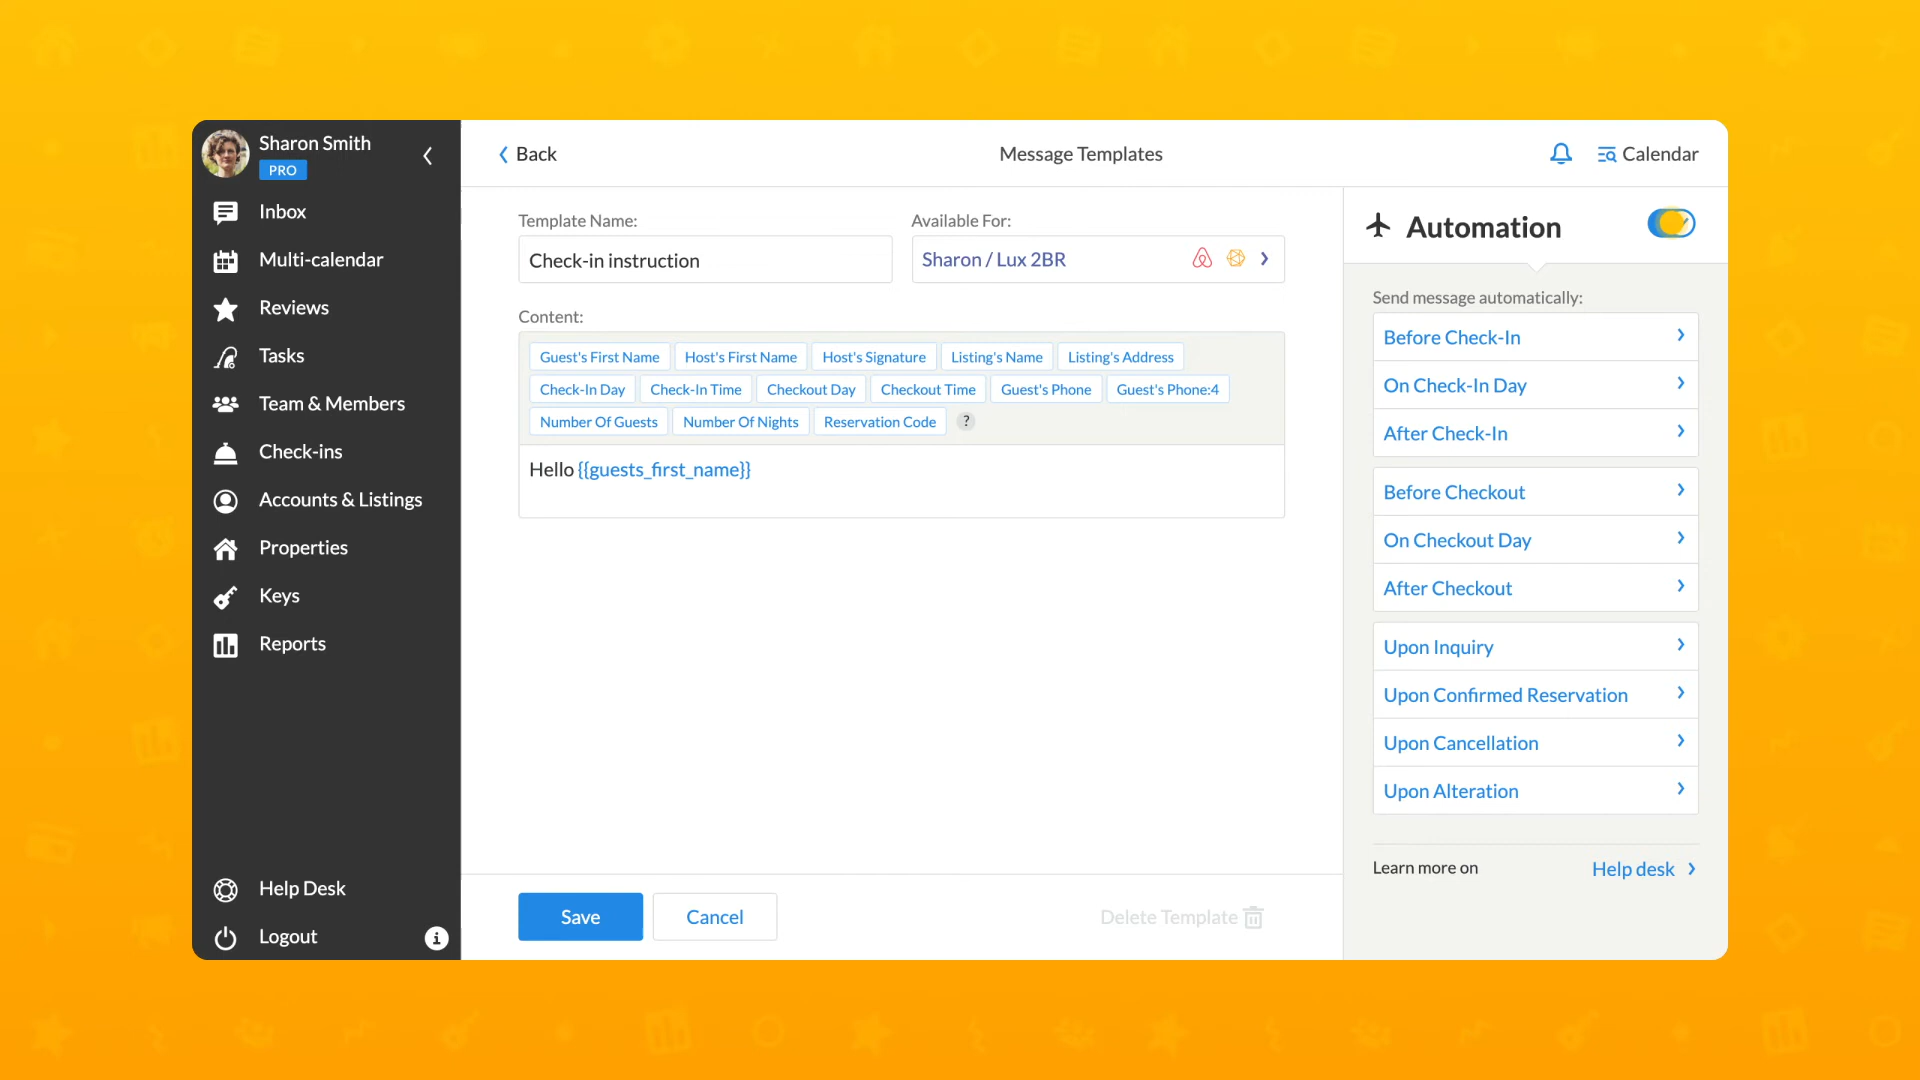 Sharon Smith
PRO
Inbox
Multi-calendar
Reviews
Tasks
Team & Members
Check-ins
Accounts & Listings
Properties
Keys
Reports
Help Desk
Logout
Back
Message Templates
Calendar
Template Name:
Check-in instruction
Available For:
Sharon / Lux 2BR
Content:
Guest's First Name Host's First Name Host's Signature Listing's Name Listing's Address
Check-In Day Check-In Time Checkout Day Checkout Time Guest's Phone Guest's Phone:4
Number Of Guests Number Of Nights Reservation Code ?
Hello {{guests_first_name}}
Save
Cancel
Delete Template
Automation
Send message automatically:
Before Check-In
On Check-In Day
After Check-In
Before Checkout
On Checkout Day
After Checkout
Upon Inquiry
Upon Confirmed Reservation
Upon Cancellation
Upon Alteration
Learn more on
Help desk